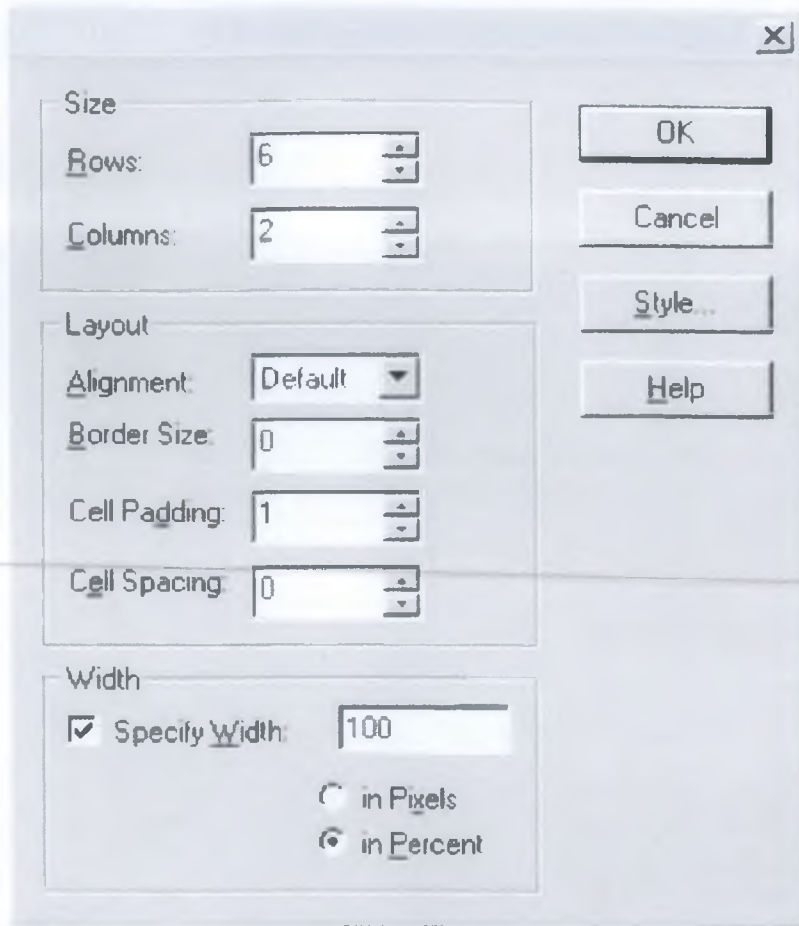 Size
Rows: 6
Columns: 2
OK
Cancel
Style...
Help
Layout
Alignment: Default
Border Size: 0
Cell Padding: 1
Cell Spacing: 0
Width
Specify Width: 100
in Pixels
in Percent